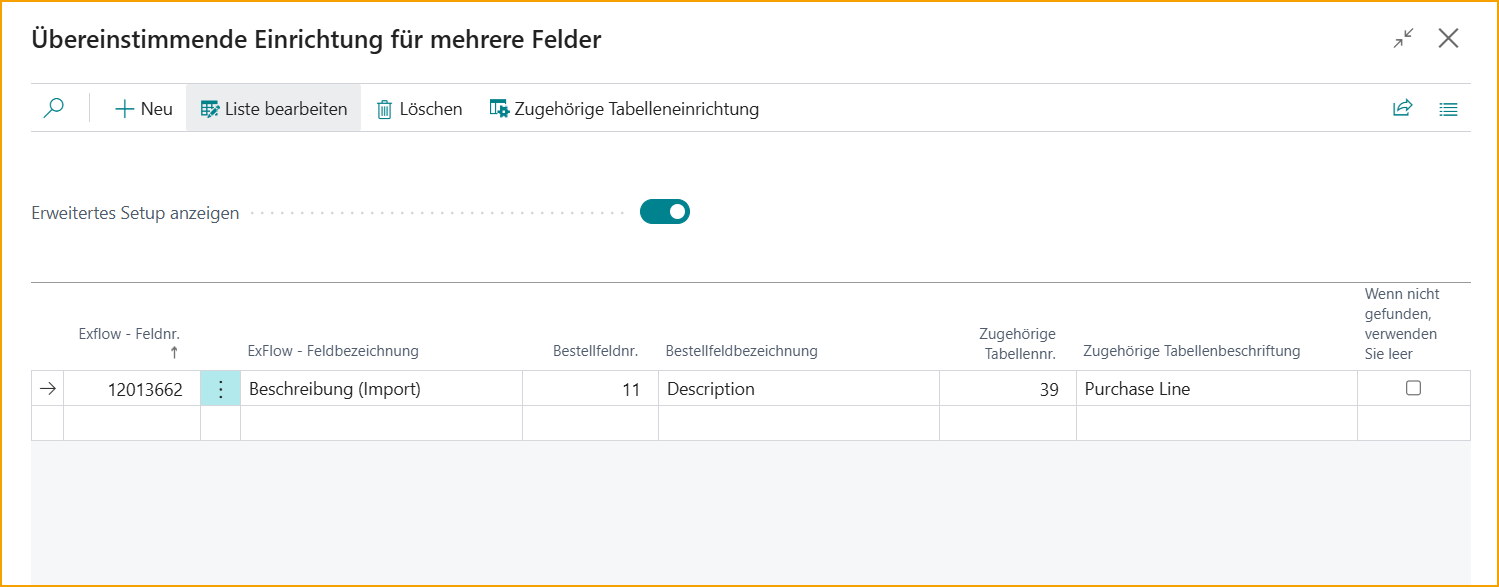 Übereinstimmende Einrichtung für mehrere Felder
Neu Liste bearbeiten Löschen Zugehörige Tabelleneinrichtung
Erweitertes Setup anzeigen
Exflow - Feldnr. ↑
ExFlow - Feldbezeichnung
Bestellfeldnr.
Bestellfeldbezeichnung
Zugehörige
Tabellennr.
Zugehörige Tabellenbeschriftung
Wenn nicht
gefunden,
verwenden
Sie leer
12013662 Beschreibung (Import) 11 Description 39 Purchase Line